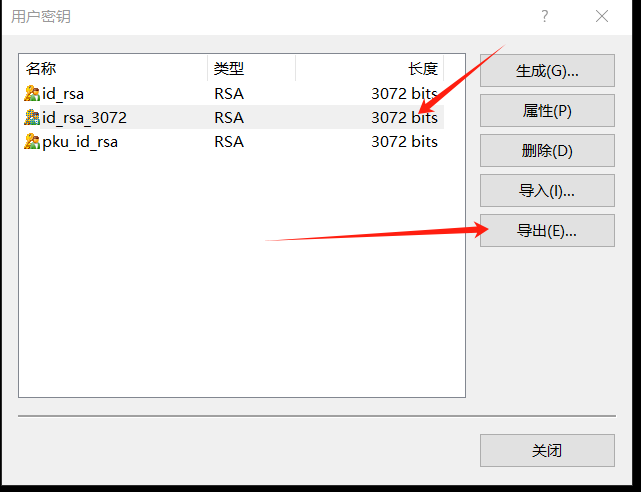 用户密钥
名称 类型 长度
id_rsa RSA 3072 bits
id_rsa_3072 RSA 3072 bits
pku_id_rsa RSA 3072 bits
生成(G)...
属性(P)
删除(D)
导入(I)...
导出(E)...
关闭